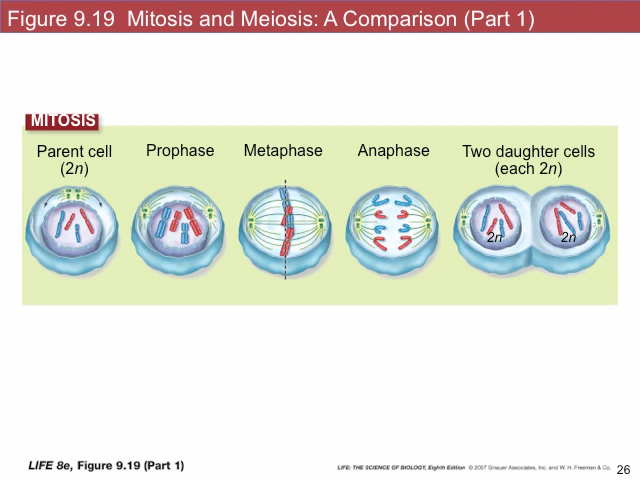 Figure 9.19  Mitosis and Meiosis: A Comparison (Part 1)
MITOSIS
Parent cell
(2n)
Prophase
Metaphase
Anaphase
Two daughter cells
(each 2n)
2n
2n
LIFE 8e, Figure 9.19 (Part 1)
LIFE: THE SCIENCE OF BIOLOGY, Eighth Edition © 2007 Sinauer Associates, Inc. and W. H. Freeman & Co.
26